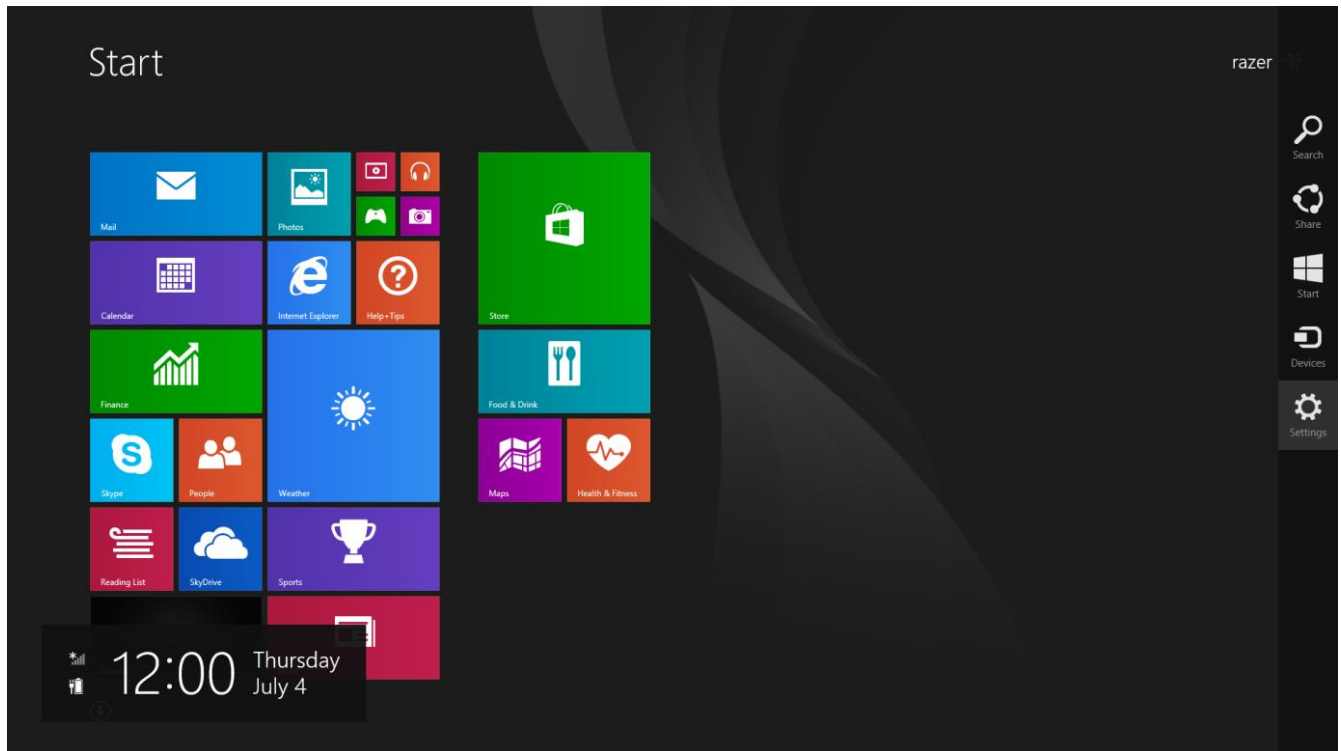 Start
razer
Search
Share
Start
Devices
Settings
Mail
Photos
Calendar
Internet Explorer
Help+Tips
Store
Finance
Food & Drink
Skype
People
Weather
Maps
Health & Fitness
Reading List
SkyDrive
Sports
12:00
Thursday
July 4